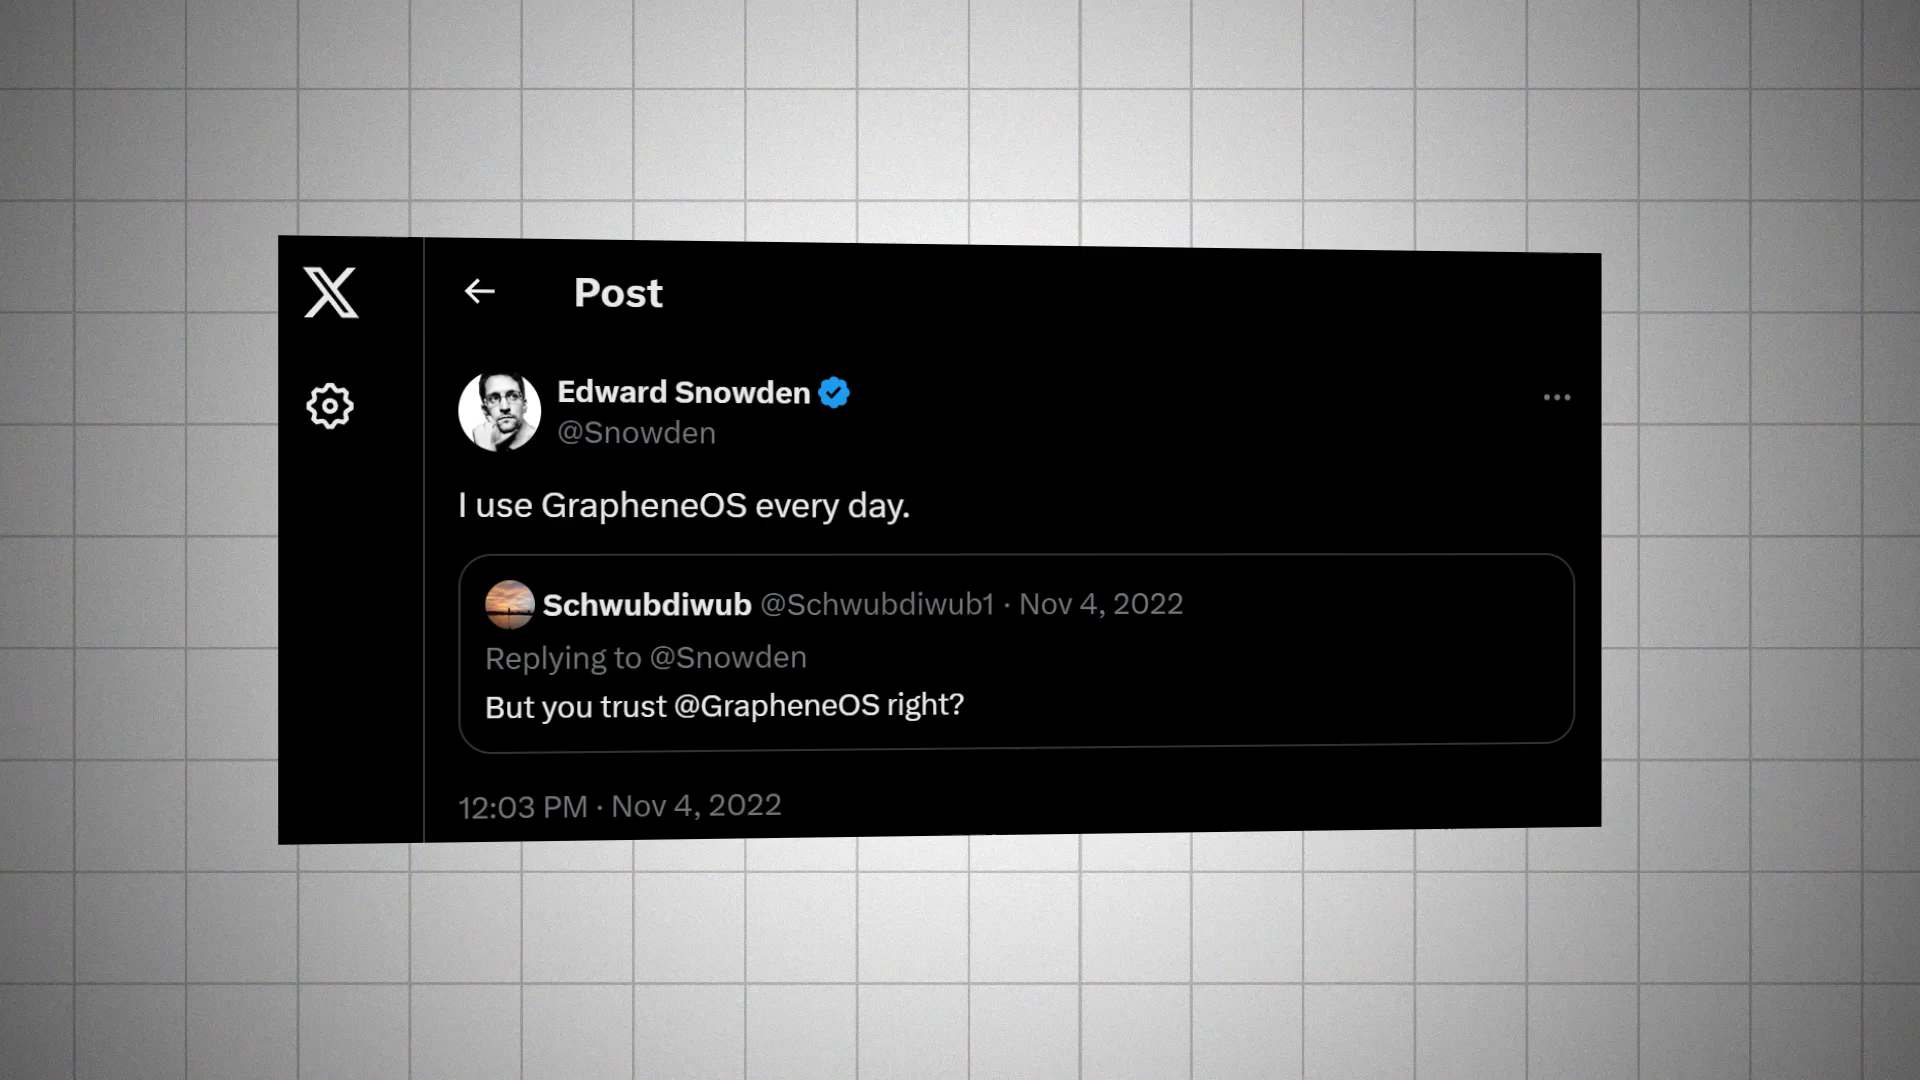 Post
Edward Snowden
@Snowden
I use GrapheneOS every day.
Schwubdiwub @Schwubdiwub1 · Nov 4, 2022
Replying to @Snowden
But you trust @GrapheneOS right?
12:03 PM · Nov 4, 2022